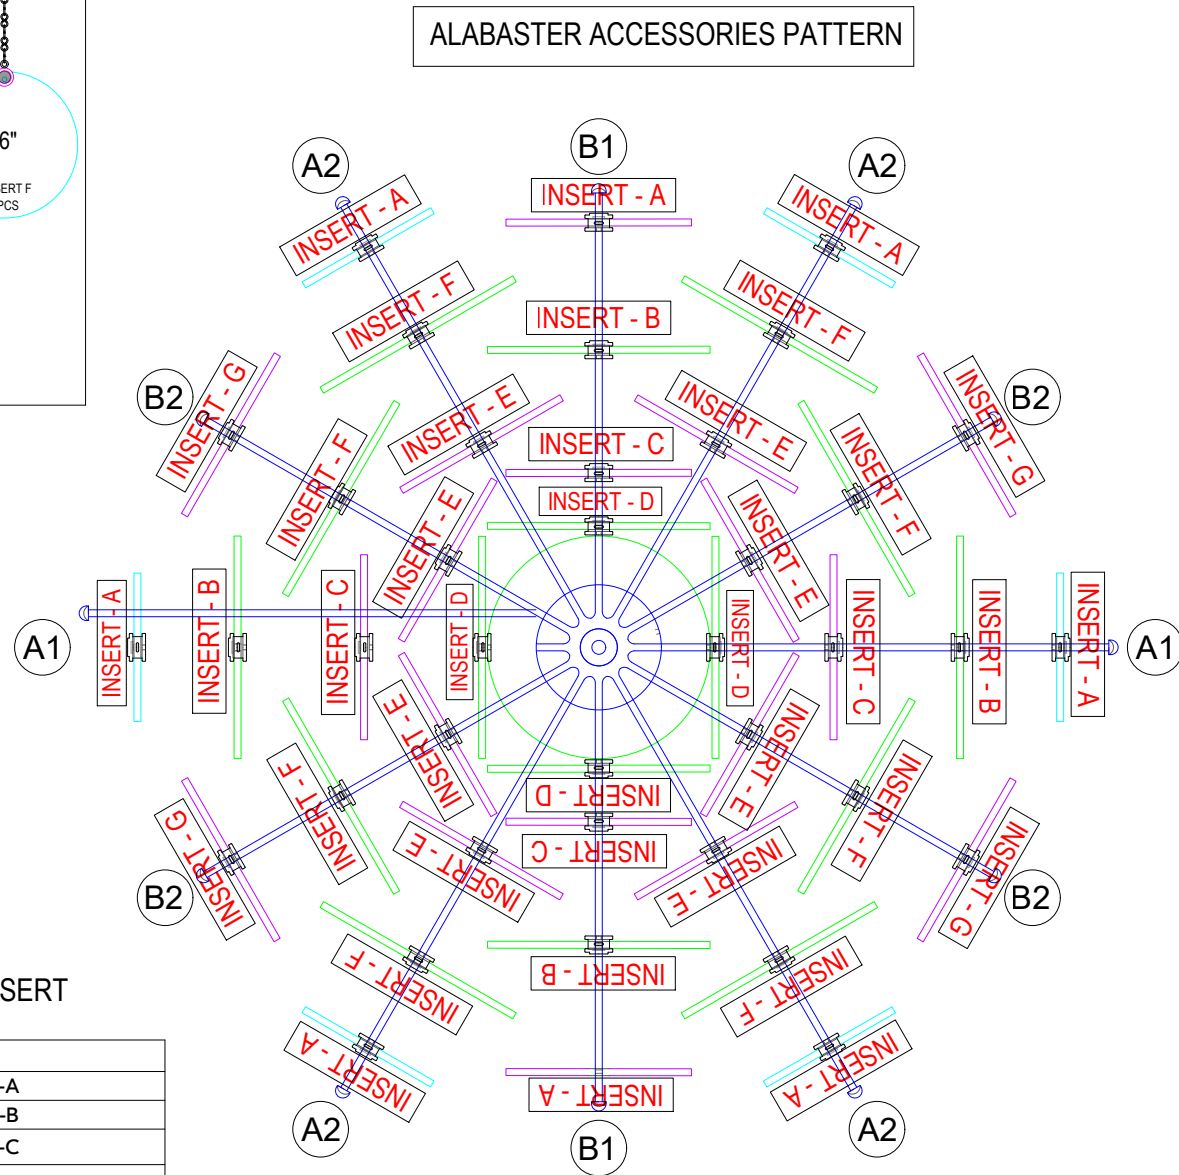 ALABASTER ACCESSORIES PATTERN
6"
SERT F
PCS
A2
B1
A2
INSERT - A
INSERT - A
INSERT - A
INSERT - F
INSERT - B
INSERT - F
B2
INSERT - G
INSERT - E
INSERT - E
INSERT - G
B2
INSERT - F
INSERT - C
INSERT - F
INSERT - D
INSERT - E
INSERT - E
A1
INSERT - A
INSERT - B
INSERT - C
INSERT - D
INSERT - D
INSERT - C
INSERT - B
INSERT - A
A1
INSERT - E
INSERT - E
INSERT - F
INSERT - D
INSERT - F
B2
INSERT - G
INSERT - E
INSERT - C
INSERT - E
INSERT - G
B2
INSERT - F
INSERT - B
INSERT - F
INSERT - A
INSERT - A
INSERT - A
A2
B1
A2
SERT
-A
-B
-C